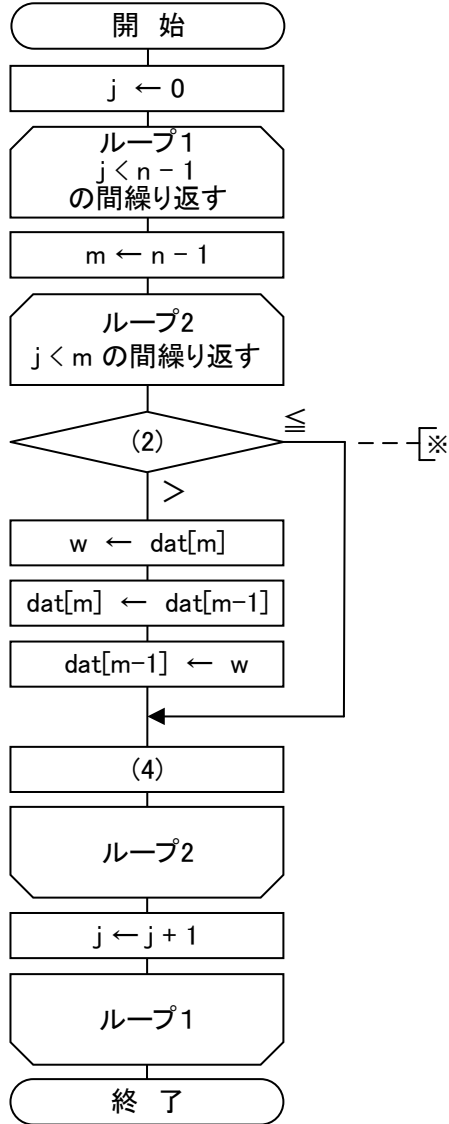 開 始
j ← 0
ループ1
j < n - 1
の間繰り返す
m ← n - 1
ループ2
j < m の間繰り返す
(2)
≦
※
>
w ← dat[m]
dat[m] ← dat[m-1]
dat[m-1] ← w
(4)
ループ2
j ← j + 1
ループ1
終 了